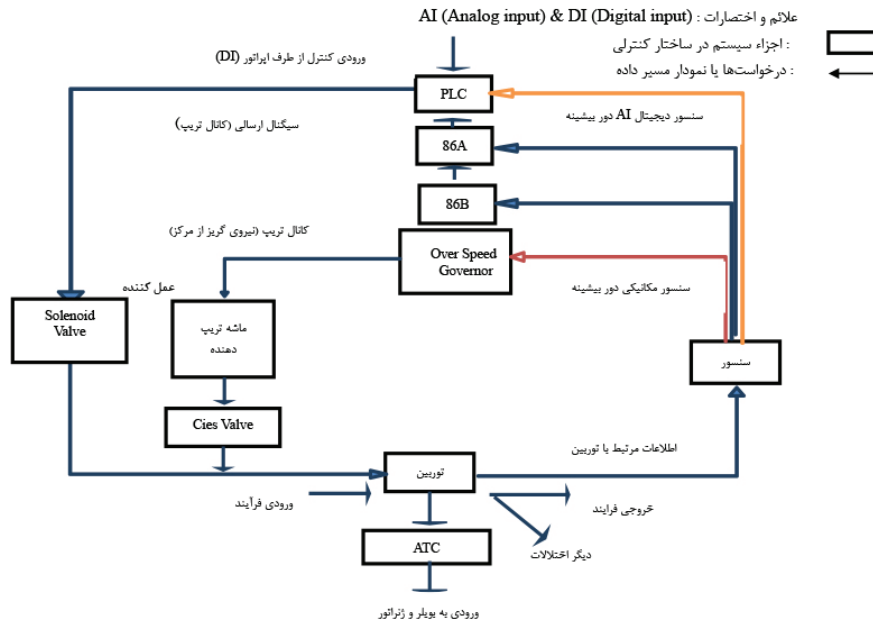 علائم و اختصارات : AI (Analog input) & DI (Digital input)
: اجزاء سیستم در ساختار کنترلی
: درخواست‌ها یا نمودار مسیر داده
ورودی کنترل از طرف اپراتور (DI)
PLC
سنسور دیجیتال AI دور بیشینه
سیگنال ارسالی (کانال تریپ)
86A
86B
کانال تریپ (نیروی گریز از مرکز)
Over Speed
Governor
سنسور مکانیکی دور بیشینه
عمل کننده
Solenoid
Valve
ماشه تریپ
دهنده
سنسور
Cies Valve
اطلاعات مرتبط با توربین
توربین
ورودی فرآیند
خروجی فرایند
دیگر اختلالات
ATC
ورودی به بویلر و ژنراتور